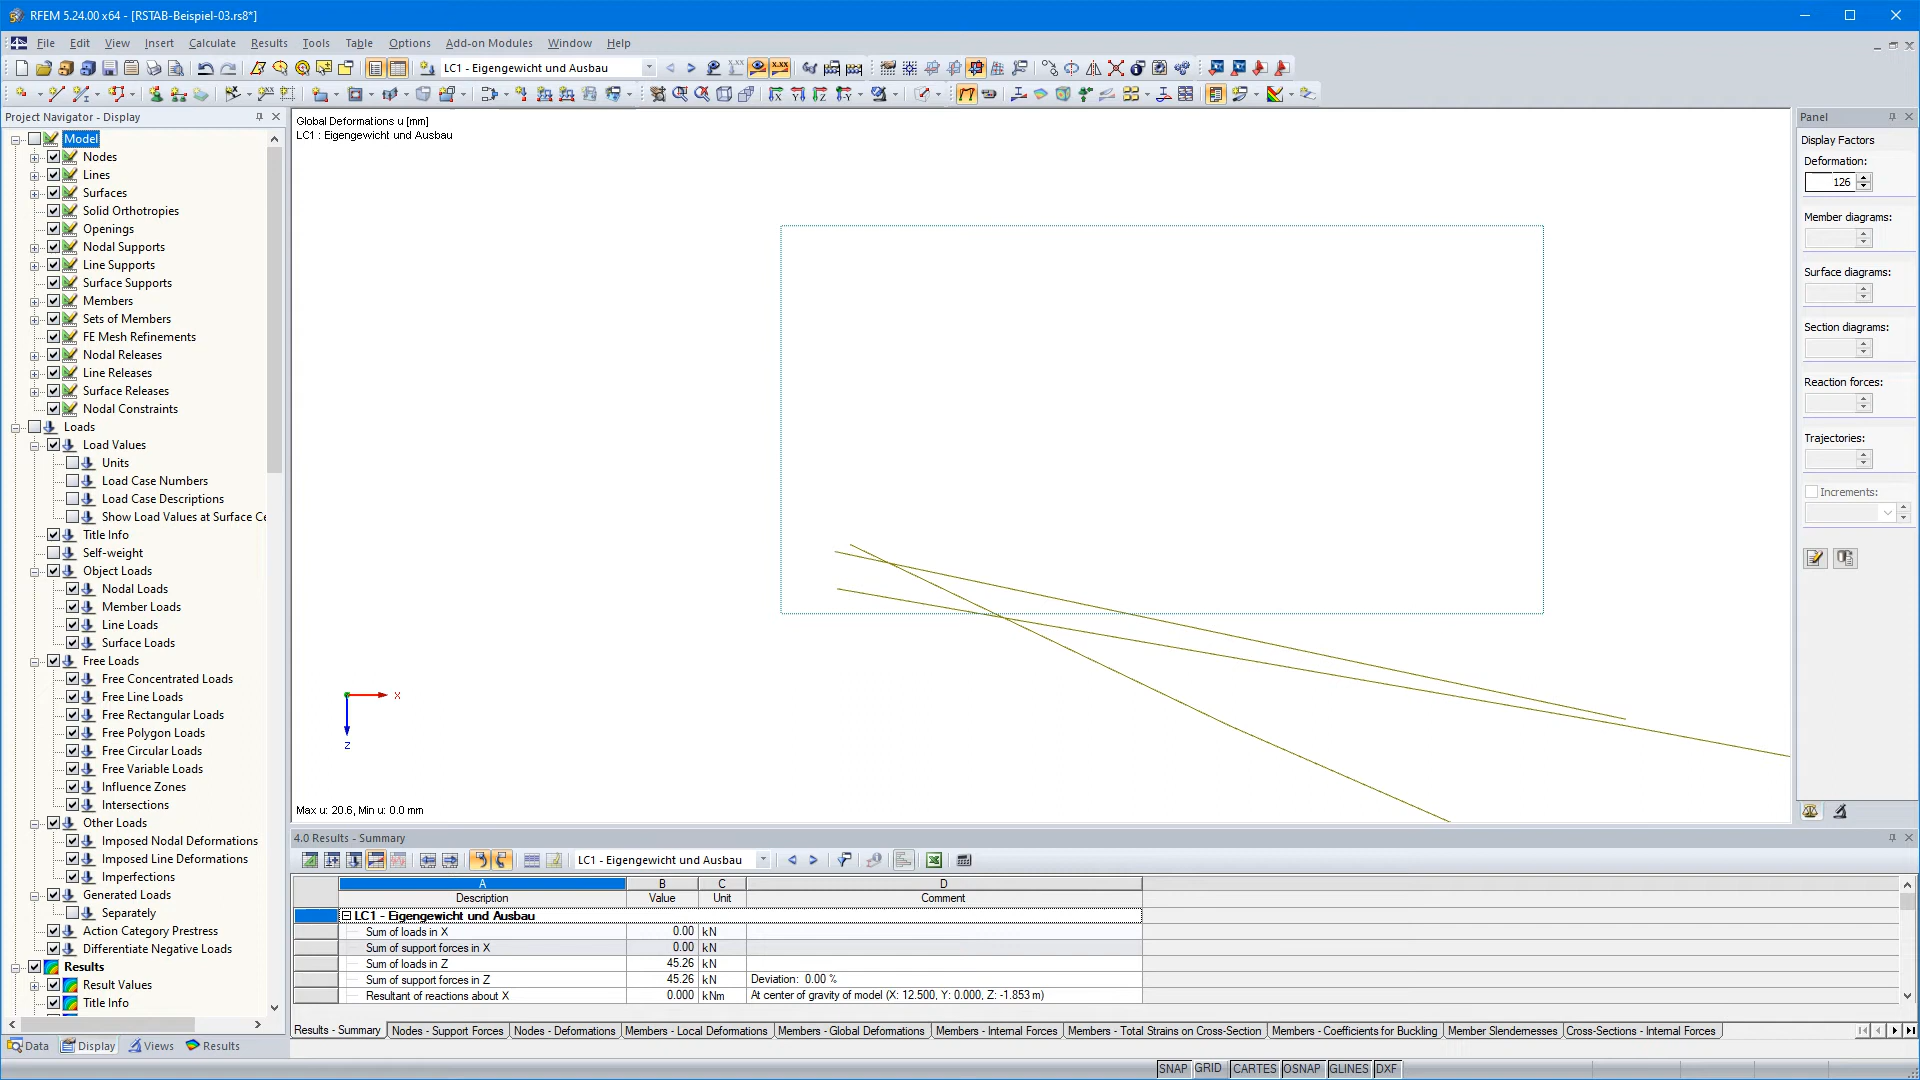 RFEM 5.24.00 x64 - [RSTAB-Beispiel-03.rs8*]
File Edit View Insert Calculate Results Tools Table Options Add-on Modules Window Help
LC1 - Eigengewicht und Ausbau
Project Navigator - Display
Model
Nodes
Lines
Surfaces
Solid Orthotropies
Openings
Nodal Supports
Line Supports
Surface Supports
Members
Sets of Members
FE Mesh Refinements
Nodal Releases
Line Releases
Surface Releases
Nodal Constraints
Loads
Load Values
Units
Load Case Numbers
Load Case Descriptions
Show Load Values at Surface Ce
Title Info
Self-weight
Object Loads
Nodal Loads
Member Loads
Line Loads
Surface Loads
Free Loads
Free Concentrated Loads
Free Line Loads
Free Rectangular Loads
Free Polygon Loads
Free Circular Loads
Free Variable Loads
Influence Zones
Intersections
Other Loads
Imposed Nodal Deformations
Imposed Line Deformations
Imperfections
Generated Loads
Separately
Action Category Prestress
Differentiate Negative Loads
Results
Result Values
Title Info
Data Display Views Results
Global Deformations u [mm]
LC1 : Eigengewicht und Ausbau
X
Z
Max u: 20.6, Min u: 0.0 mm
Panel
Display Factors
Deformation:
126
Member diagrams:
Surface diagrams:
Section diagrams:
Reaction forces:
Trajectories:
Increments:
4.0 Results - Summary
LC1 - Eigengewicht und Ausbau
A B C D
Description Value Unit Comment
LC1 - Eigengewicht und Ausbau
Sum of loads in X 0.00 kN
Sum of support forces in X 0.00 kN
Sum of loads in Z 45.26 kN
Sum of support forces in Z 45.26 kN Deviation: 0.00 %
Resultant of reactions about X 0.000 kNm At center of gravity of model (X: 12.500, Y: 0.000, Z: -1.853 m)
Results - Summary Nodes - Support Forces Nodes - Deformations Members - Local Deformations Members - Global Deformations Members - Internal Forces Members - Total Strains on Cross-Section Members - Coefficients for Buckling Member Slendernesses Cross-Sections - Internal Forces
SNAP GRID CARTES OSNAP GLINES DXF